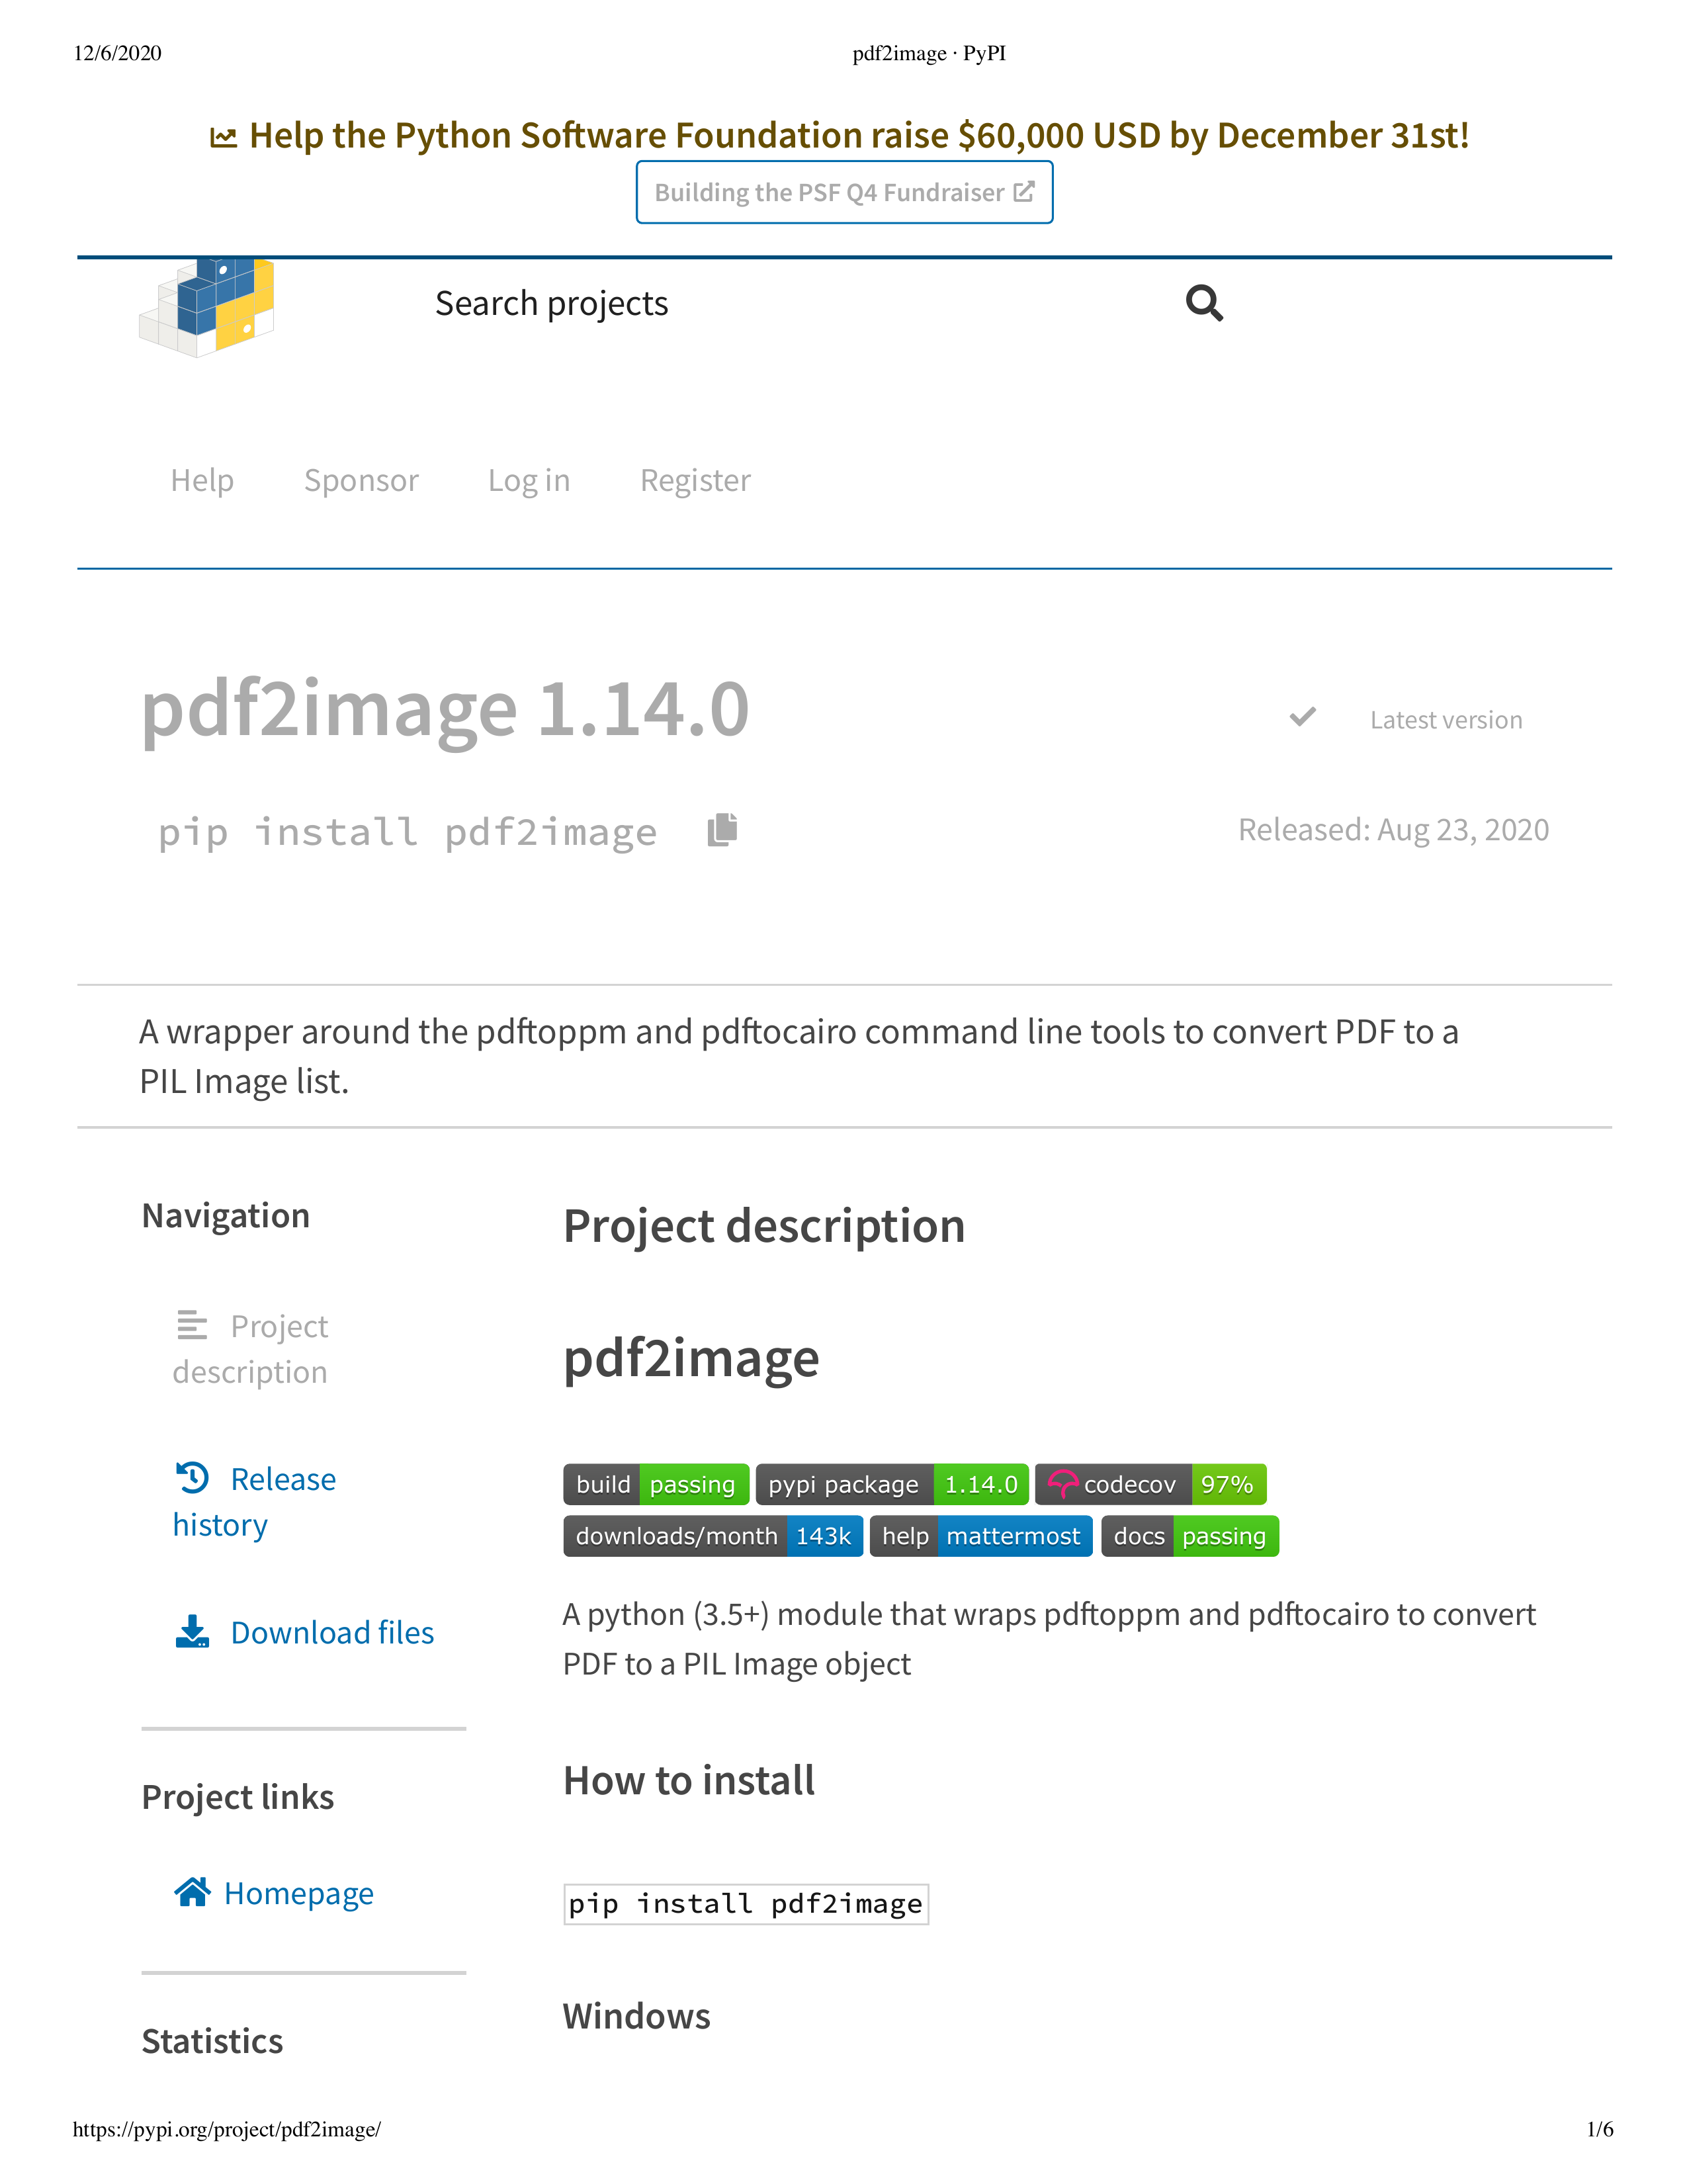 12/6/2020
pdf2image · PyPI
Help the Python Software Foundation raise $60,000 USD by December 31st!
Building the PSF Q4 Fundraiser
Search projects
Help Sponsor Log in Register
pdf2image 1.14.0
Latest version
pip install pdf2image
Released: Aug 23, 2020
A wrapper around the pdftoppm and pdftocairo command line tools to convert PDF to a
PIL Image list.
Navigation
Project
description
Release
history
Download files
Project links
Homepage
Statistics
Project description
pdf2image
build passing pypi package 1.14.0 codecov 97%
downloads/month 143k help mattermost docs passing
A python (3.5+) module that wraps pdftoppm and pdftocairo to convert
PDF to a PIL Image object
How to install
pip install pdf2image
Windows
https://pypi.org/project/pdf2image/
1/6